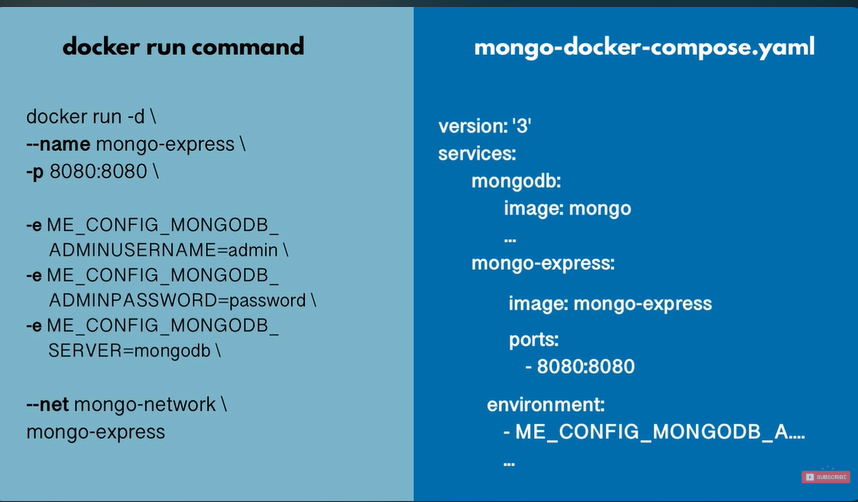 docker run command
docker run -d \
--name mongo-express \
-p 8080:8080 \
-e ME_CONFIG_MONGODB_
ADMINUSERNAME=admin \
-e ME_CONFIG_MONGODB_
ADMINPASSWORD=password \
-e ME_CONFIG_MONGODB_
SERVER=mongodb \
--net mongo-network \
mongo-express
mongo-docker-compose.yaml
version: '3'
services:
mongodb:
image: mongo
...
mongo-express:
image: mongo-express
ports:
- 8080:8080
environment:
- ME_CONFIG_MONGODB_A....
...
SUBSCRIBE